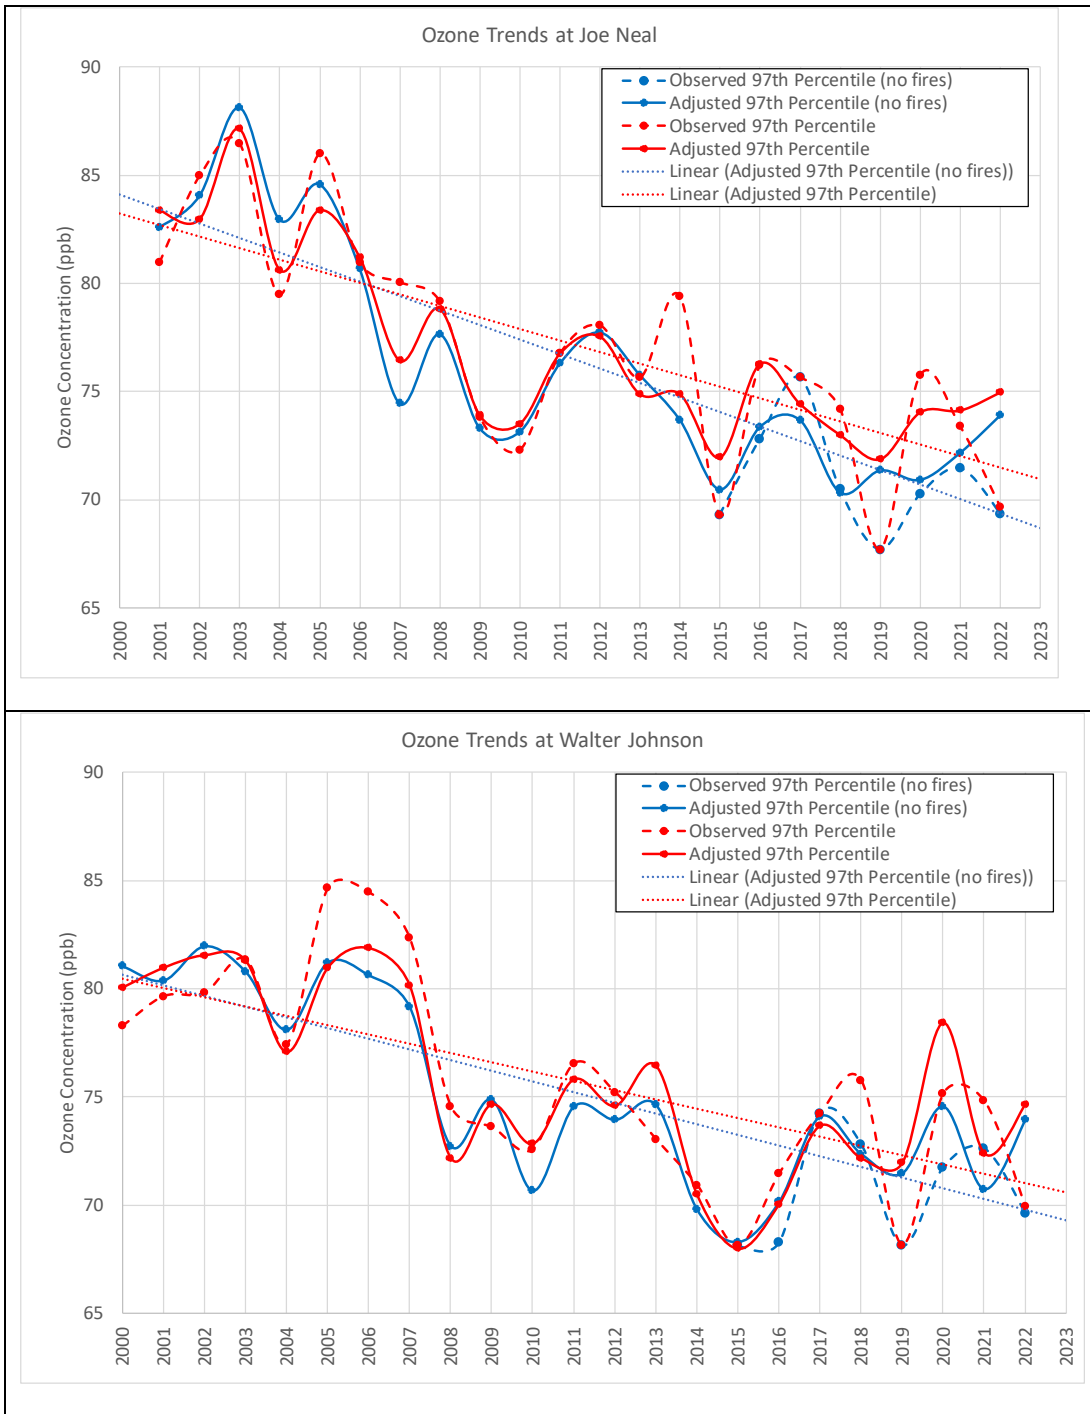 Ozone Trends at Joe Neal
90
85
80
75
70
65
Ozone Concentration (ppb)
Observed 97th Percentile (no fires)
Adjusted 97th Percentile (no fires)
Observed 97th Percentile
Adjusted 97th Percentile
Linear (Adjusted 97th Percentile (no fires))
Linear (Adjusted 97th Percentile)
2000 2001 2002 2003 2004 2005 2006 2007 2008 2009 2010 2011 2012 2013 2014 2015 2016 2017 2018 2019 2020 2021 2022 2023
Ozone Trends at Walter Johnson
90
85
80
75
70
65
Ozone Concentration (ppb)
Observed 97th Percentile (no fires)
Adjusted 97th Percentile (no fires)
Observed 97th Percentile
Adjusted 97th Percentile
Linear (Adjusted 97th Percentile (no fires))
Linear (Adjusted 97th Percentile)
2000 2001 2002 2003 2004 2005 2006 2007 2008 2009 2010 2011 2012 2013 2014 2015 2016 2017 2018 2019 2020 2021 2022 2023